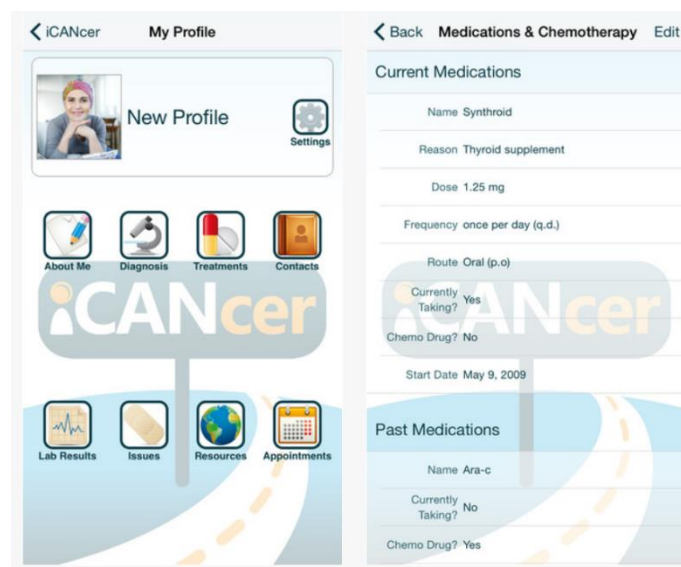 iCANcer My Profile
New Profile
Settings
About Me Diagnosis Treatments Contacts
iCANcer
Lab Results Issues Resources Appointments
Back Medications & Chemotherapy Edit
Current Medications
Name Synthroid
Reason Thyroid supplement
Dose 1.25 mg
Frequency once per day (q.d.)
Route Oral (p.o)
Currently
Taking? Yes
Chemo Drug? No
Start Date May 9, 2009
iCANcer
Past Medications
Name Ara-c
Currently
Taking? No
Chemo Drug? Yes